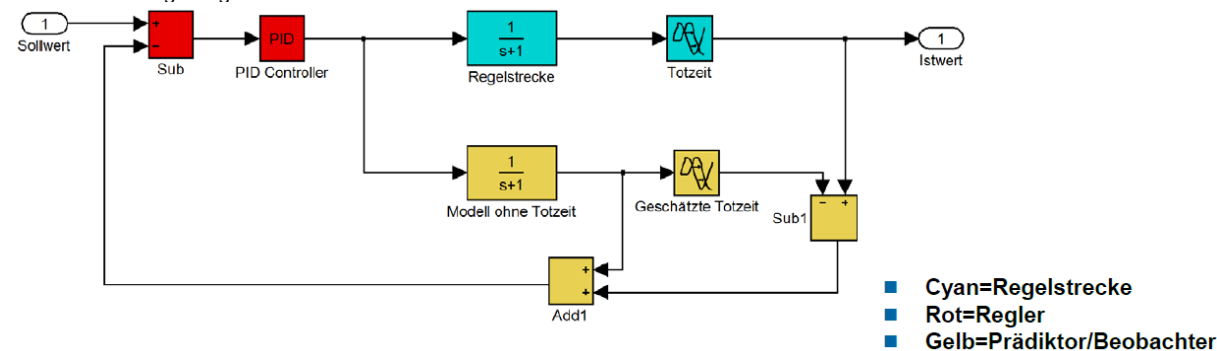 1
Sollwert
+
−
Sub
PID
PID Controller
1
s+1
Regelstrecke
Totzeit
1
Istwert
1
s+1
Modell ohne Totzeit
Geschätzte Totzeit
− +
Sub1
+
+
Add1
Cyan=Regelstrecke
Rot=Regler
Gelb=Prädiktor/Beobachter